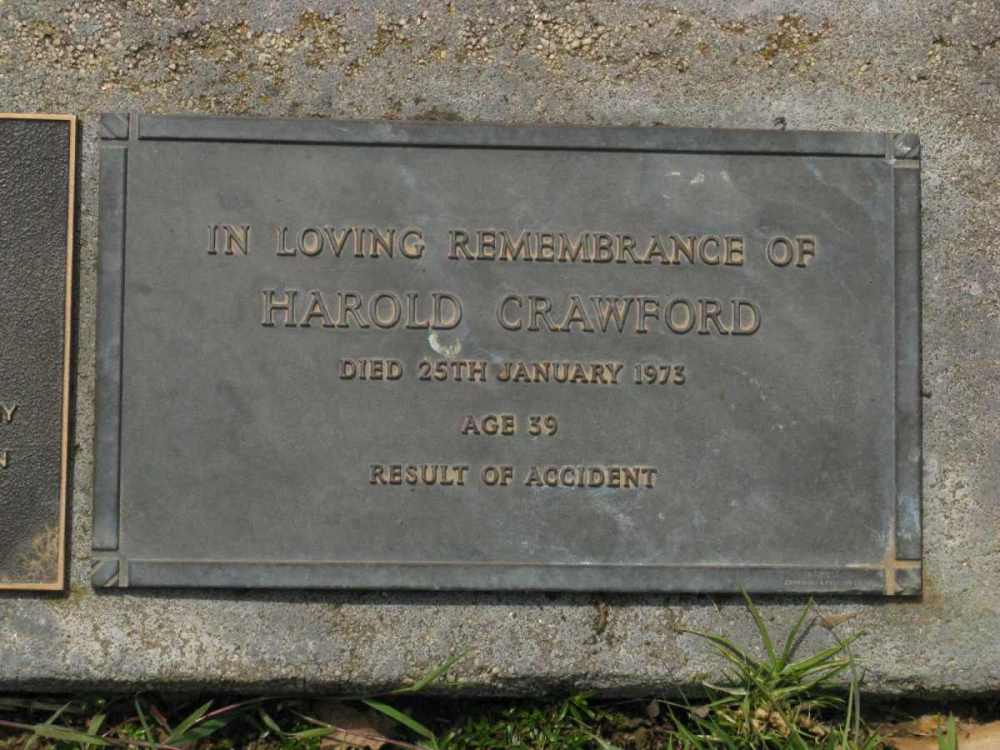 IN LOVING REMEMBRANCE OF
HAROLD CRAWFORD
DIED 25TH JANUARY 1973
AGE 39
RESULT OF ACCIDENT
Y
N